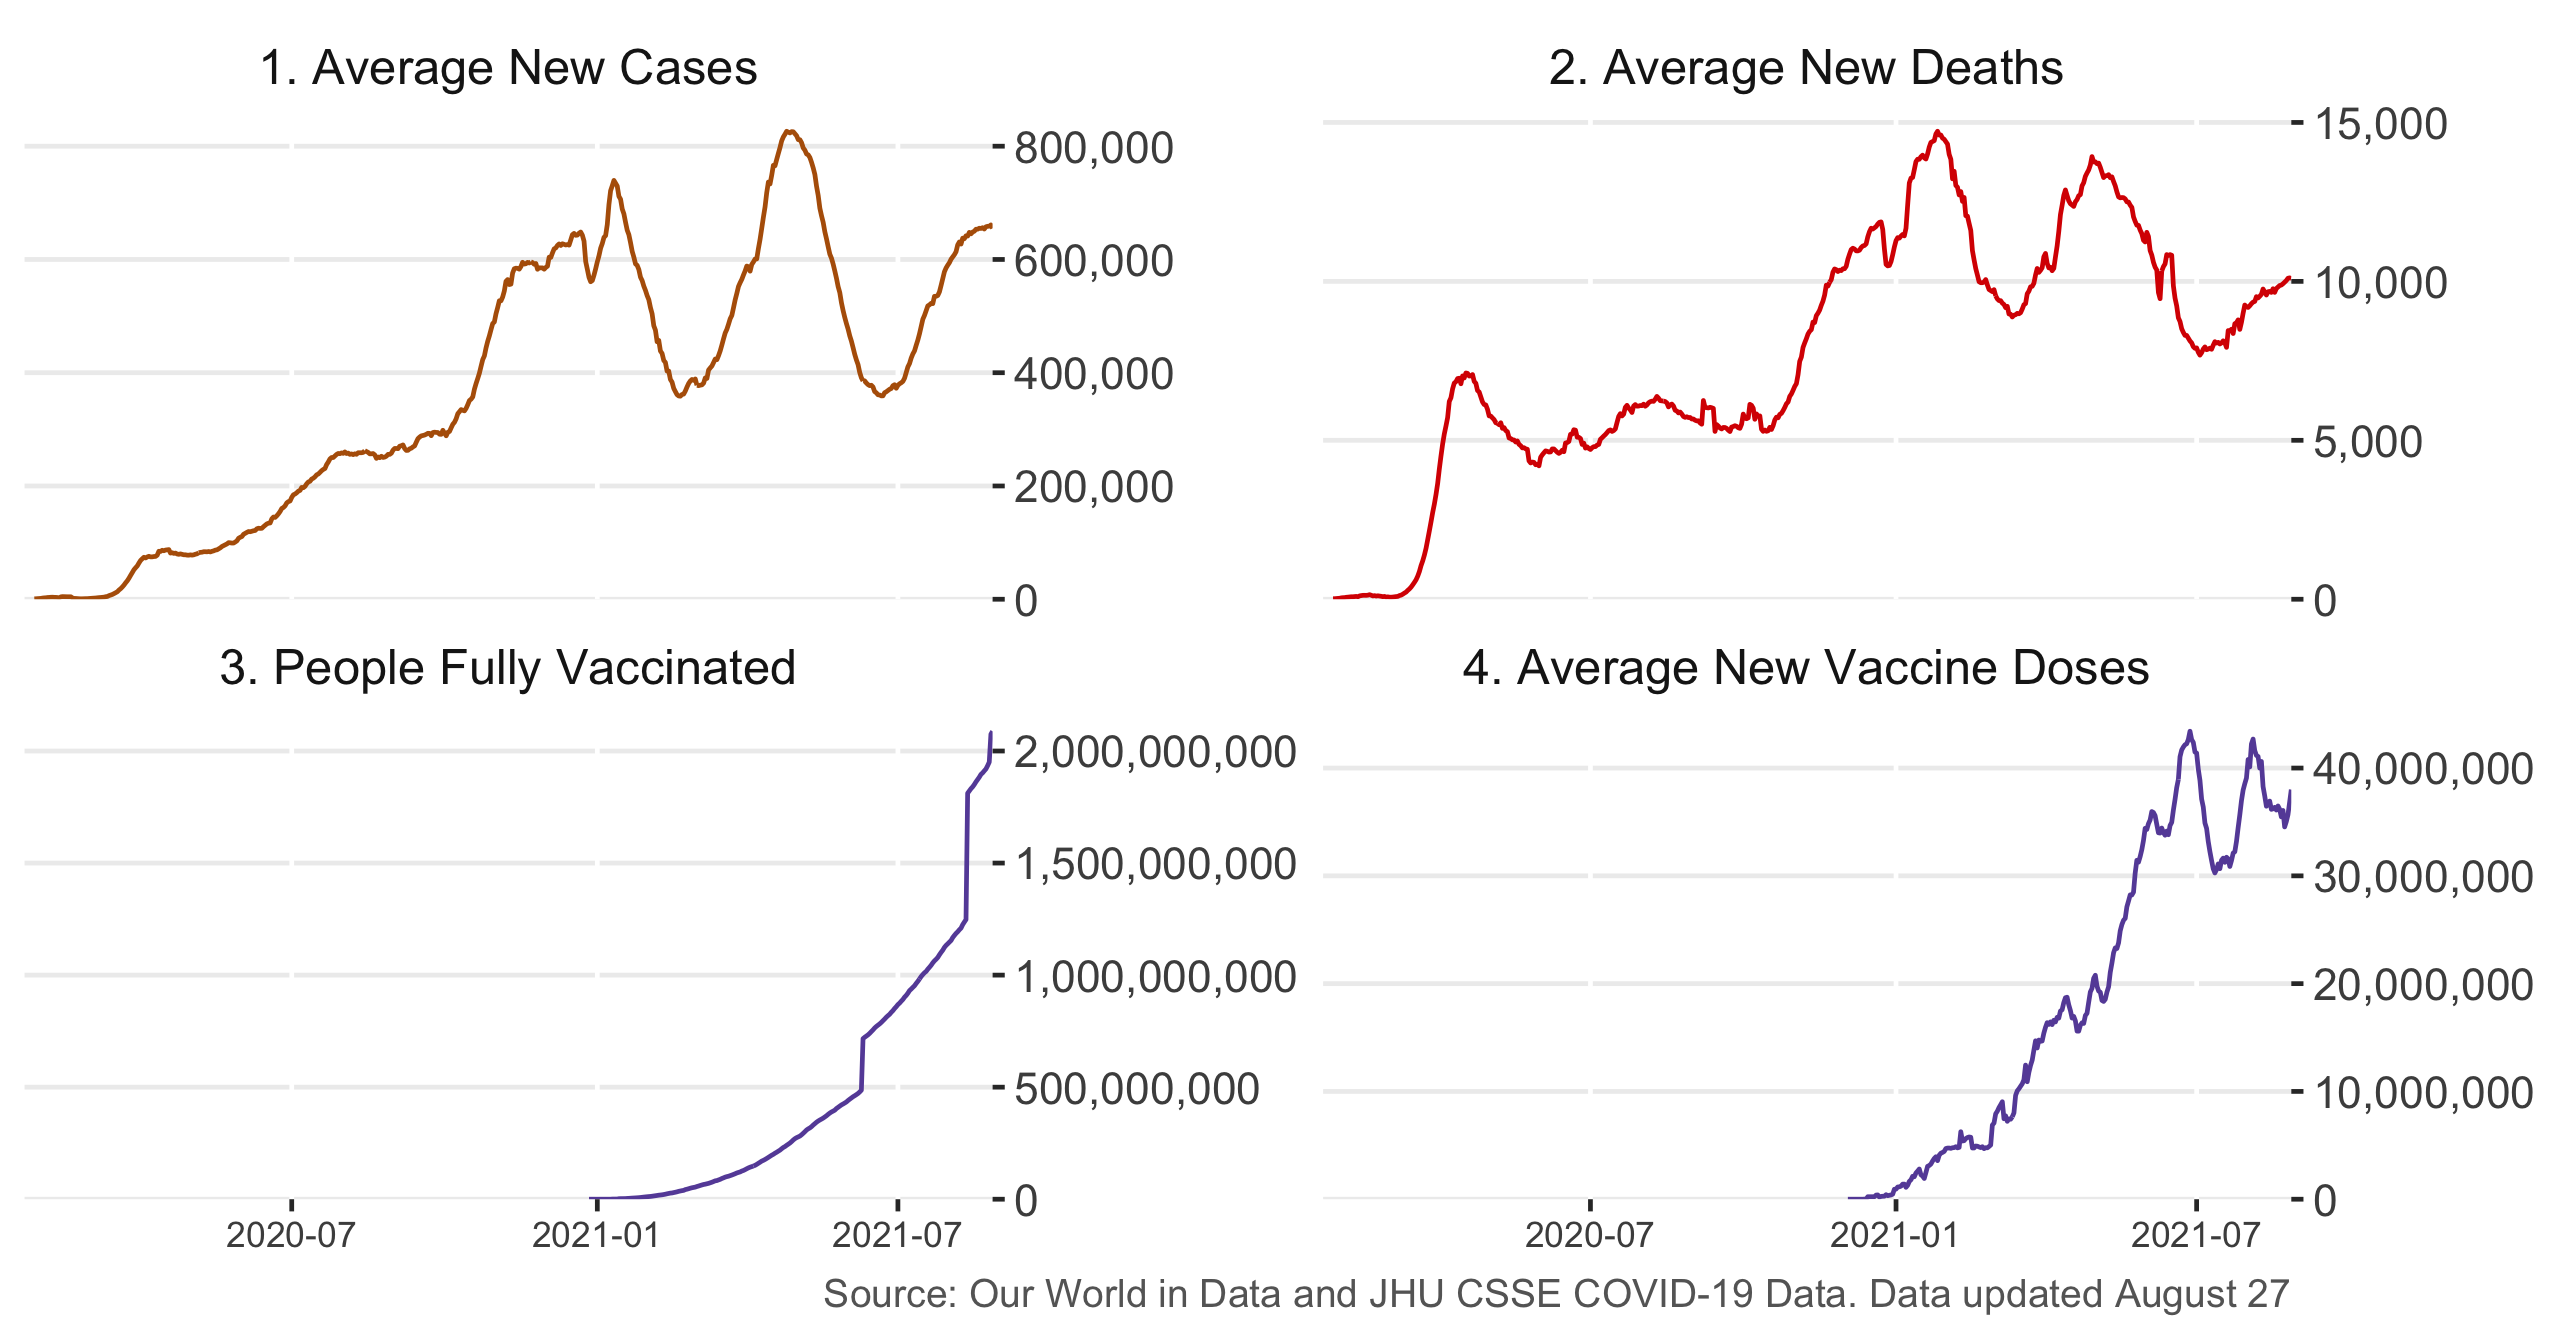 1. Average New Cases
800,000
600,000
400,000
200,000
0
2. Average New Deaths
15,000
10,000
5,000
0
3. People Fully Vaccinated
2,000,000,000
1,500,000,000
1,000,000,000
500,000,000
0
2020-07 2021-01 2021-07
4. Average New Vaccine Doses
40,000,000
30,000,000
20,000,000
10,000,000
0
2020-07 2021-01 2021-07
Source: Our World in Data and JHU CSSE COVID-19 Data. Data updated August 27